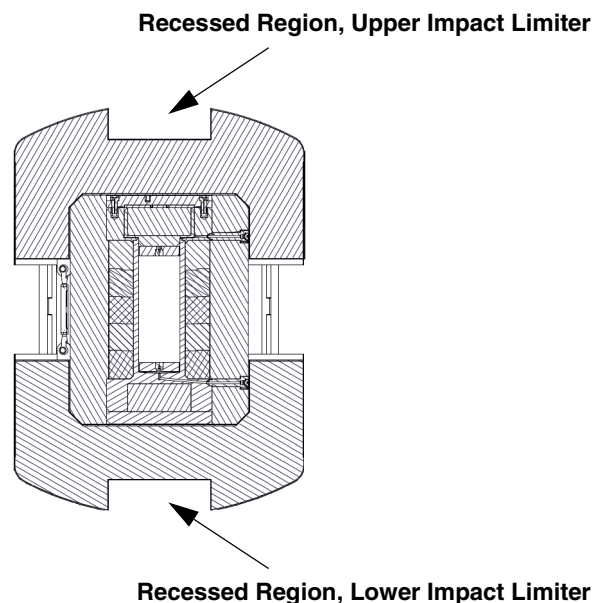 Recessed Region, Upper Impact Limiter
Recessed Region, Lower Impact Limiter